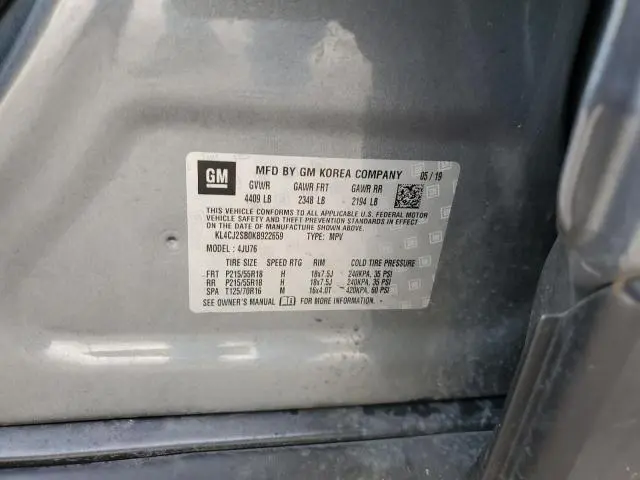 GM MFD BY GM KOREA COMPANY 05/19
GVWR GAWR FRT GAWR RR
4409 LB 2348 LB 2194 LB
THIS VEHICLE CONFORMS TO ALL APPLICABLE U.S. FEDERAL MOTOR
VEHICLE SAFETY, BUMPER, AND THEFT PREVENTION STANDARDS IN
EFFECT ON THE DATE OF MANUFACTURE SHOWN ABOVE.
KL4CJ2SB0KB922659 TYPE: MPV
MODEL : 4JU76
TIRE SIZE SPEED RTG RIM COLD TIRE PRESSURE
FRT P215/55R18 H 18x7.5J 240KPA, 35 PSI
RR P215/55R18 H 18x7.5J 240KPA, 35 PSI
SPA T125/70R16 M 16x4.0T 420KPA, 60 PSI
SEE OWNER'S MANUAL FOR MORE INFORMATION.